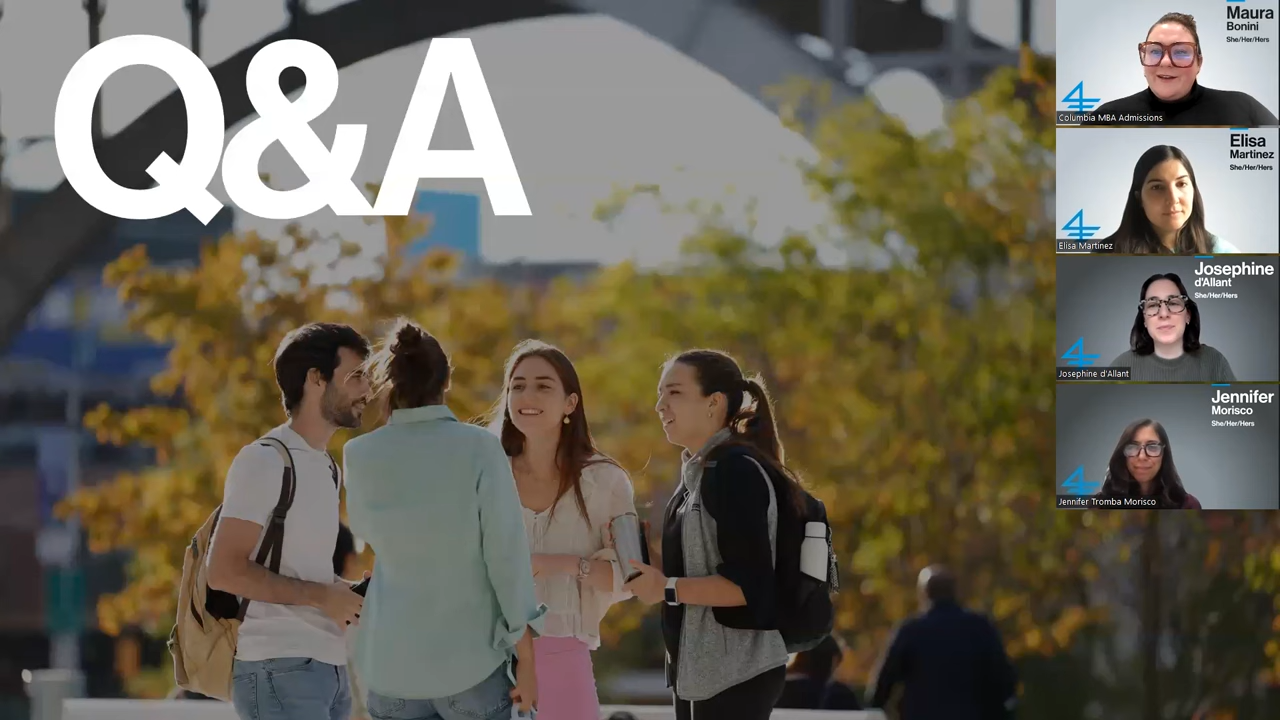 Q&A
Maura
Bonini
She/Her/Hers
Columbia MBA Admissions
Elisa
Martinez
She/Her/Hers
Elisa Martinez
Josephine
d'Allant
She/Her/Hers
Josephine d'Allant
Jennifer
Morisco
She/Her/Hers
Jennifer Tromba Morisco